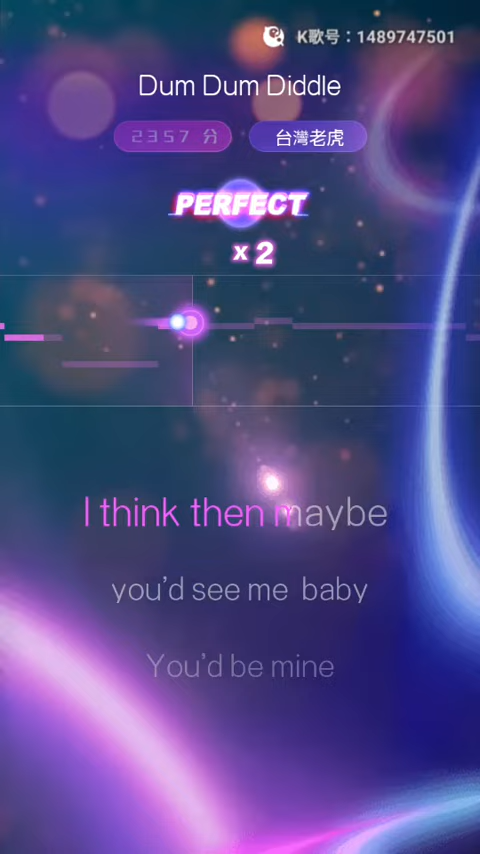 K歌号：1489747501
Dum Dum Diddle
2357 分 台灣老虎
PERFECT
x 2
I think then maybe
you'd see me baby
You'd be mine